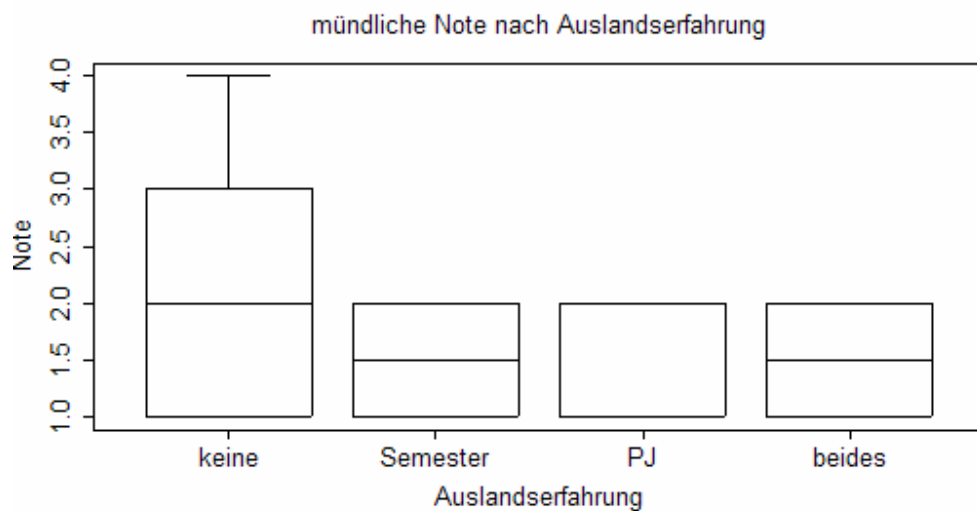 mündliche Note nach Auslandserfahrung
4.0
3.5
3.0
2.5
2.0
1.5
1.0
Note
keine Semester PJ beides
Auslandserfahrung